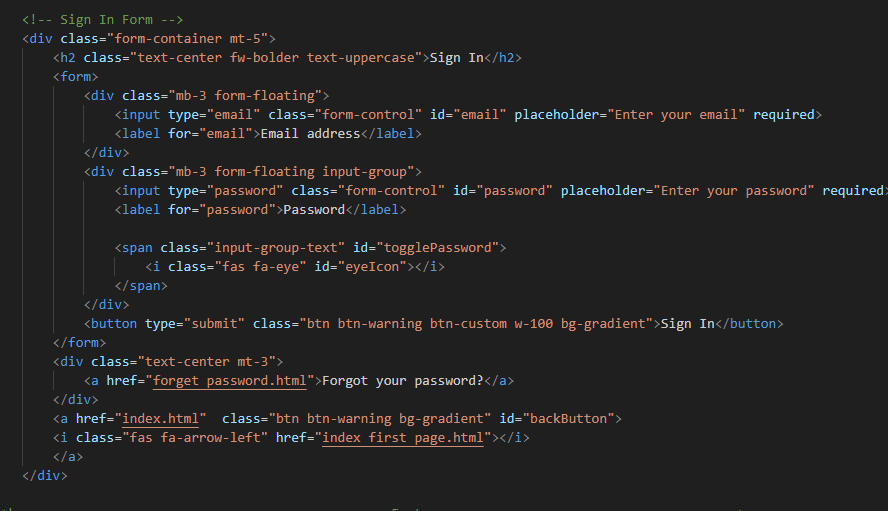 <!-- Sign In Form -->
<div class="form-container mt-5">
    <h2 class="text-center fw-bolder text-uppercase">Sign In</h2>
    <form>
        <div class="mb-3 form-floating">
            <input type="email" class="form-control" id="email" placeholder="Enter your email" required>
            <label for="email">Email address</label>
        </div>
        <div class="mb-3 form-floating input-group">
            <input type="password" class="form-control" id="password" placeholder="Enter your password" required>
            <label for="password">Password</label>

            <span class="input-group-text" id="togglePassword">
                <i class="fas fa-eye" id="eyeIcon"></i>
            </span>
        </div>
        <button type="submit" class="btn btn-warning btn-custom w-100 bg-gradient">Sign In</button>
    </form>
    <div class="text-center mt-3">
        <a href="forget password.html">Forgot your password?</a>
    </div>
    <a href="index.html"  class="btn btn-warning bg-gradient" id="backButton">
    <i class="fas fa-arrow-left" href="index first page.html"></i>
    </a>
</div>